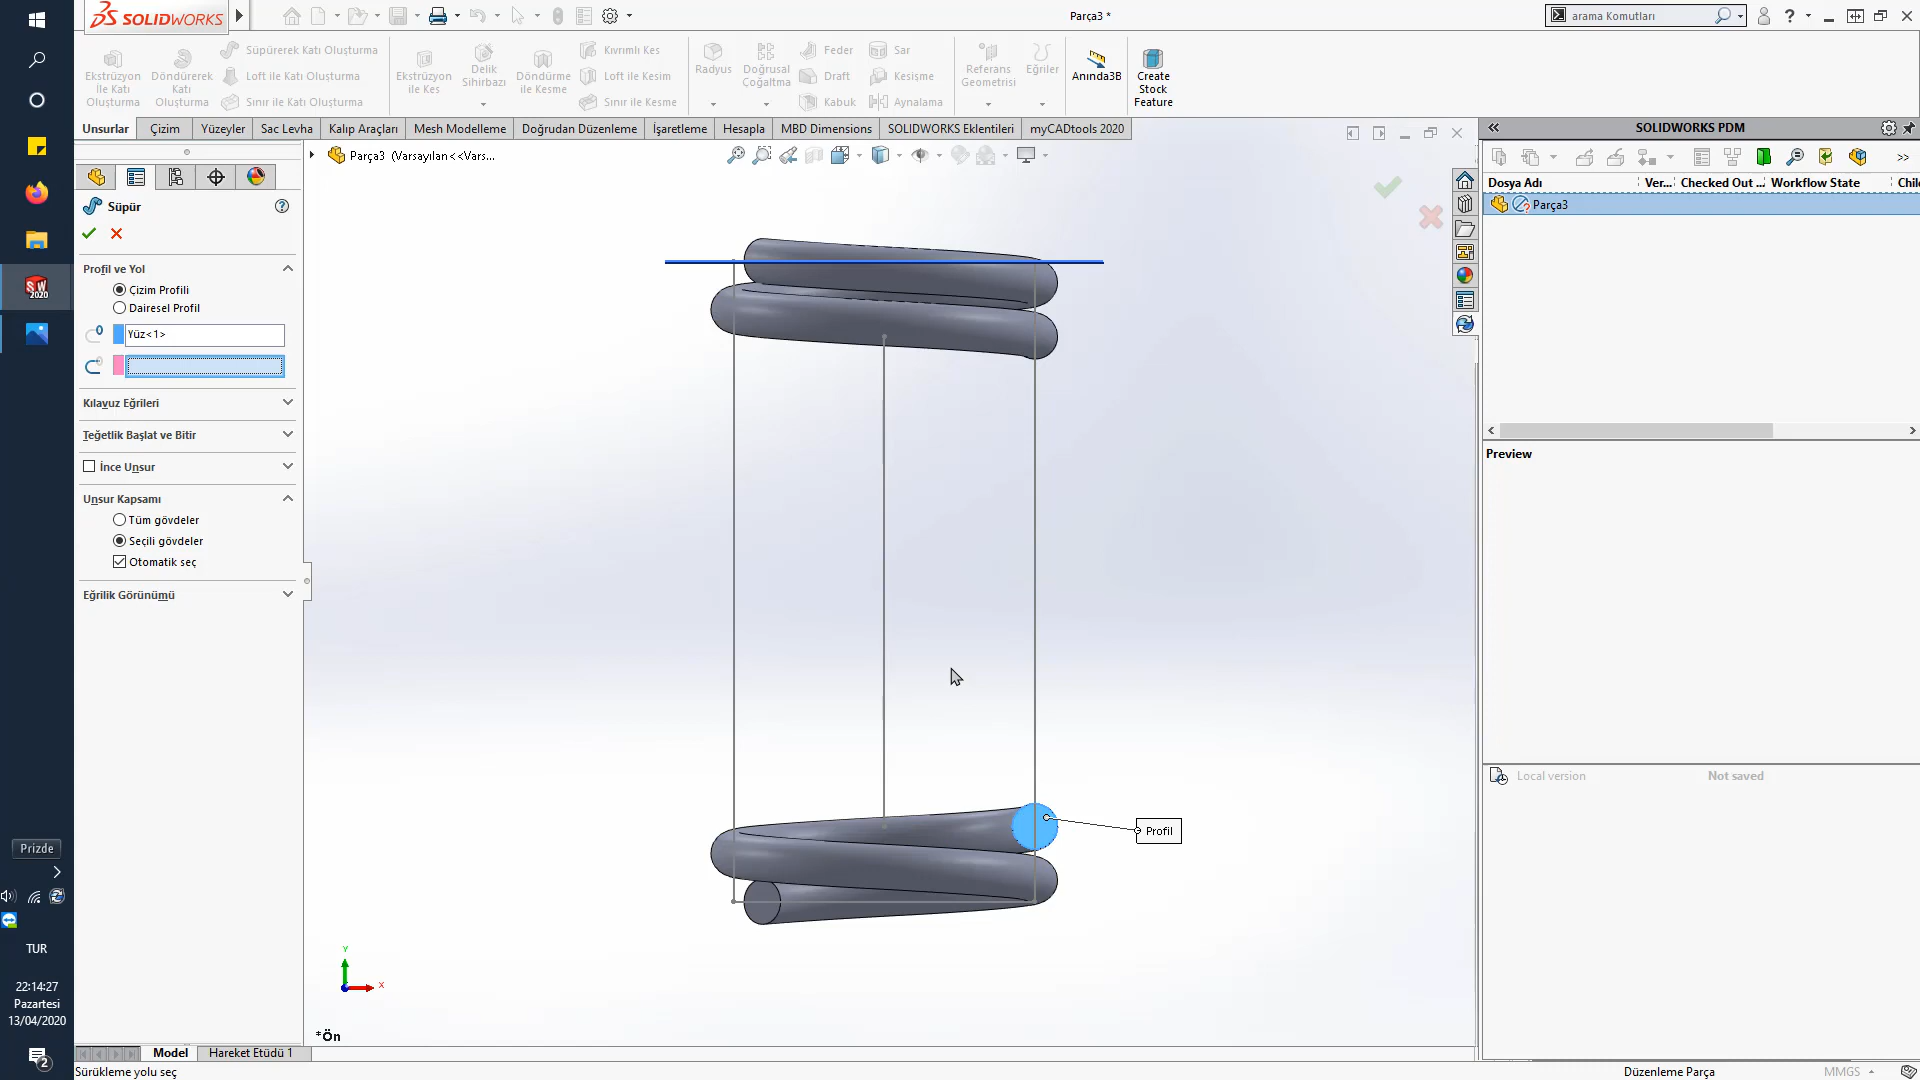 SOLIDWORKS
Parça3 *
arama Komutları
Ekstrüzyon ile Katı Oluşturma
Döndürerek Katı Oluşturma
Süpürerek Katı Oluşturma
Loft ile Katı Oluşturma
Sınır ile Katı Oluşturma
Ekstrüzyon ile Kes
Delik Sihirbazı
Döndürme ile Kesme
Kıvrımlı Kes
Loft ile Kesim
Sınır ile Kesme
Radyus
Doğrusal Çoğaltma
Feder
Draft
Kabuk
Sar
Kesişme
Aynalama
Referans Geometrisi
Eğriler
Anında3B
Create Stock Feature
Unsurlar
Çizim
Yüzeyler
Sac Levha
Kalıp Araçları
Mesh Modelleme
Doğrudan Düzenleme
İşaretleme
Hesapla
MBD Dimensions
SOLIDWORKS Eklentileri
myCADtools 2020
SOLIDWORKS PDM
Parça3 (Varsayılan<<Vars...
Dosya Adı
Ver...
Checked Out ...
Workflow State
Chil
Parça3
Süpür
Profil ve Yol
Çizim Profili
Dairesel Profil
Yüz<1>
Kılavuz Eğrileri
Teğetlik Başlat ve Bitir
İnce Unsur
Unsur Kapsamı
Tüm gövdeler
Seçili gövdeler
Otomatik seç
Eğrilik Görünümü
SW 2020
Preview
Profil
Local version
Not saved
Prizde
TUR
22:14:27
Pazartesi
13/04/2020
2
Y
X
*Ön
Model
Hareket Etüdü 1
Sürükleme yolu seç
Düzenleme Parça
MMGS